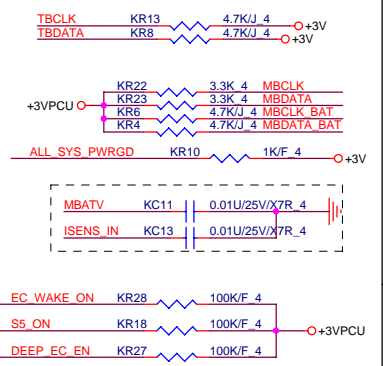 TBCLK KR13 4.7K/J_4 +3V
TBDATA KR8 4.7K/J_4 +3V
KR22 3.3K_4 MBCLK
KR23 3.3K_4 MBDATA
+3VPCU KR6 4.7K/J_4 MBCLK_BAT
KR4 4.7K/J_4 MBDATA_BAT
ALL_SYS_PWRGD KR10 1K/F_4 +3V
MBATV KC11 0.01U/25V/X7R_4
ISENS_IN KC13 0.01U/25V/X7R_4
EC_WAKE_ON KR28 100K/F_4
S5_ON KR18 100K/F_4 +3VPCU
DEEP_EC_EN KR27 100K/F_4